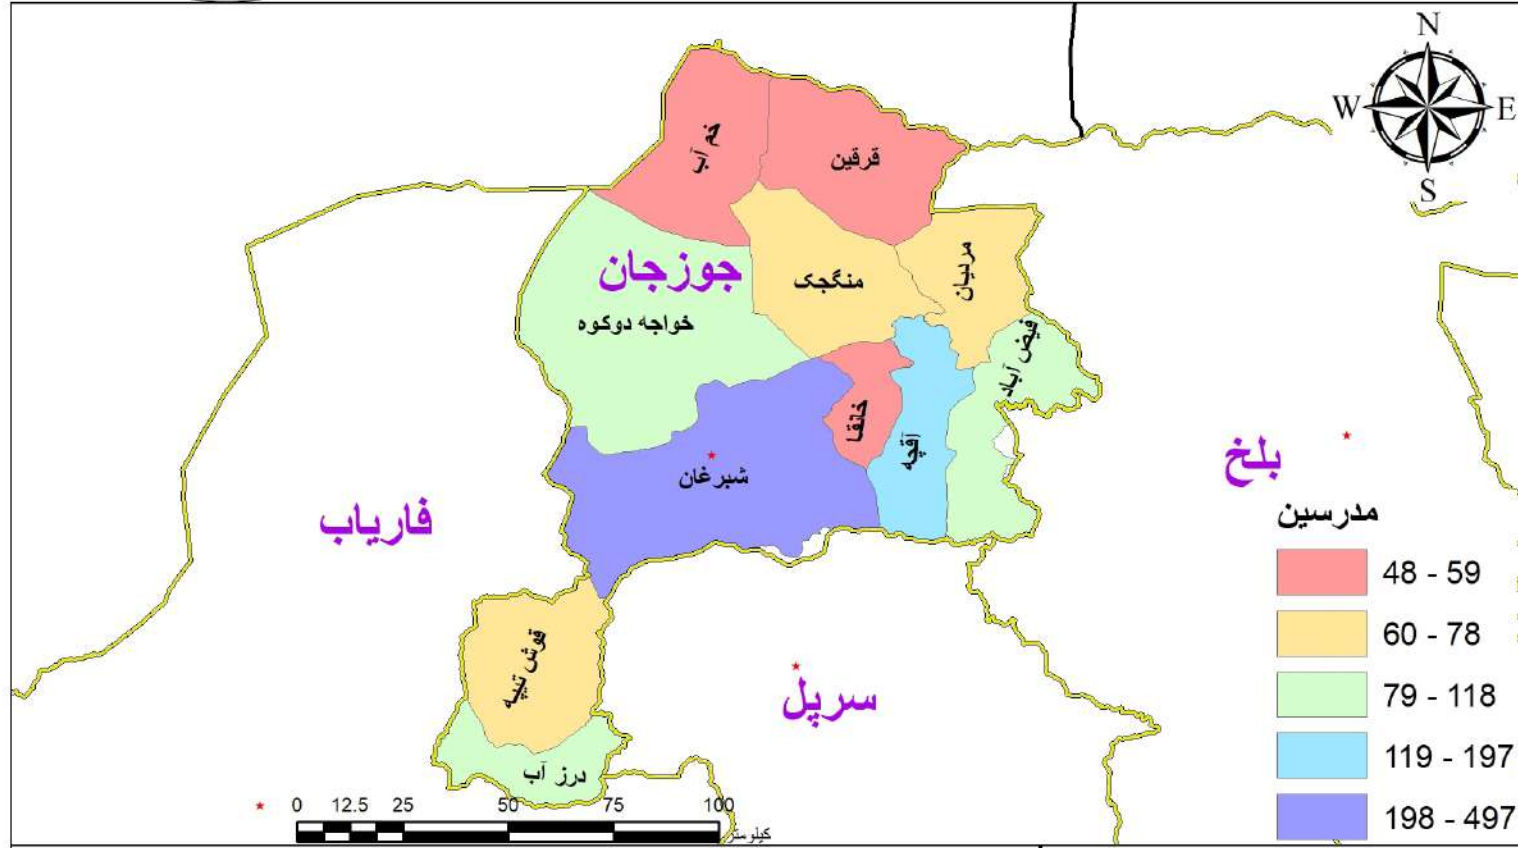 N
W
E
S
خم آب
قرقین
جوزجان
منگجک
مردیان
خواجه دوکوه
فیض آباد
خانقا
آقچه
شبرغان
بلخ
فاریاب
سرپل
قوش تیپه
درز آب
مدرسین
48 - 59
60 - 78
79 - 118
119 - 197
198 - 497
0 12.5 25 50 75 100
کیلومتر